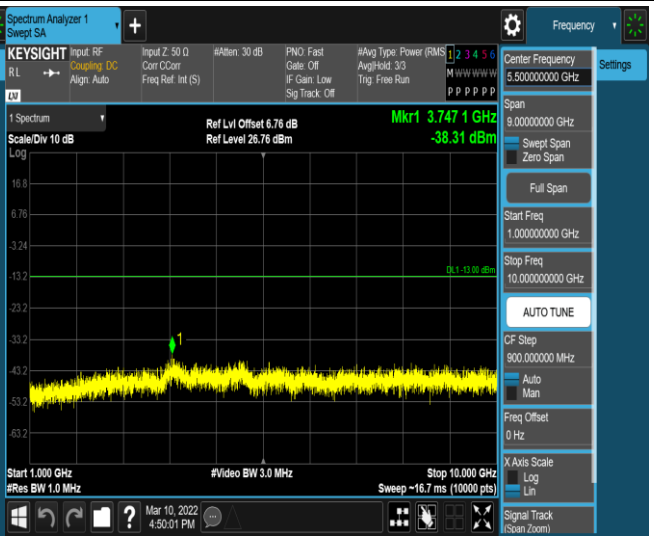 Spectrum Analyzer 1
Swept SA
+
Frequency
KEYSIGHT
RL
Input: RF
Coupling: DC
Align: Auto
Input Z: 50 Ω
Corr CCorr
Freq Ref: Int (S)
#Atten: 30 dB
PNO: Fast
Gate: Off
IF Gain: Low
Sig Track: Off
#Avg Type: Power (RMS
Avg|Hold: 3/3
Trig: Free Run
1 2 3 4 5 6
M W W W W W
P P P P P P
LXI
1 Spectrum
Scale/Div 10 dB
Log
Ref Lvl Offset 6.76 dB
Ref Level 26.76 dBm
Mkr1 3.747 1 GHz
-38.31 dBm
16.8
6.76
-3.24
-13.2
-23.2
-33.2
-43.2
-53.2
-63.2
DL1 -13.00 dBm
1
Start 1.000 GHz
#Res BW 1.0 MHz
#Video BW 3.0 MHz
Stop 10.000 GHz
Sweep ~16.7 ms (10000 pts)
?
Mar 10, 2022
4:50:01 PM
Center Frequency
5.500000000 GHz
Settings
Span
9.00000000 GHz
Swept Span
Zero Span
Full Span
Start Freq
1.000000000 GHz
Stop Freq
10.000000000 GHz
AUTO TUNE
CF Step
900.000000 MHz
Auto
Man
Freq Offset
0 Hz
X Axis Scale
Log
Lin
Signal Track
(Span Zoom)